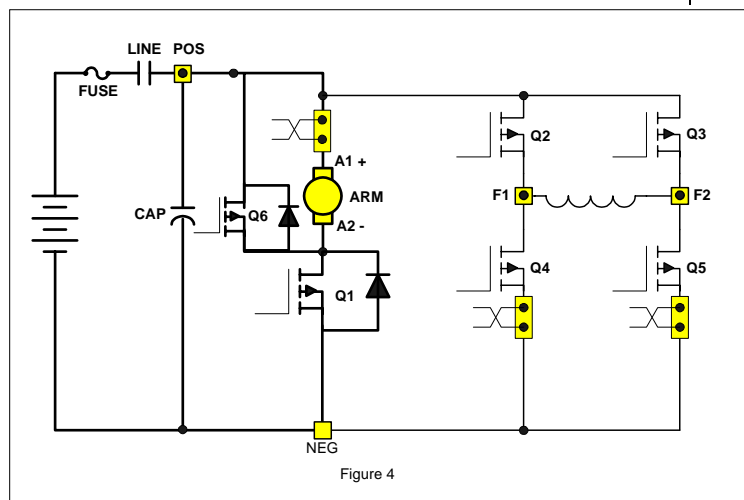 LINE POS
FUSE
Q2
Q3
A1 +
ARM
F1
F2
CAP
Q6
A2 -
Q4
Q5
Q1
NEG
Figure 4